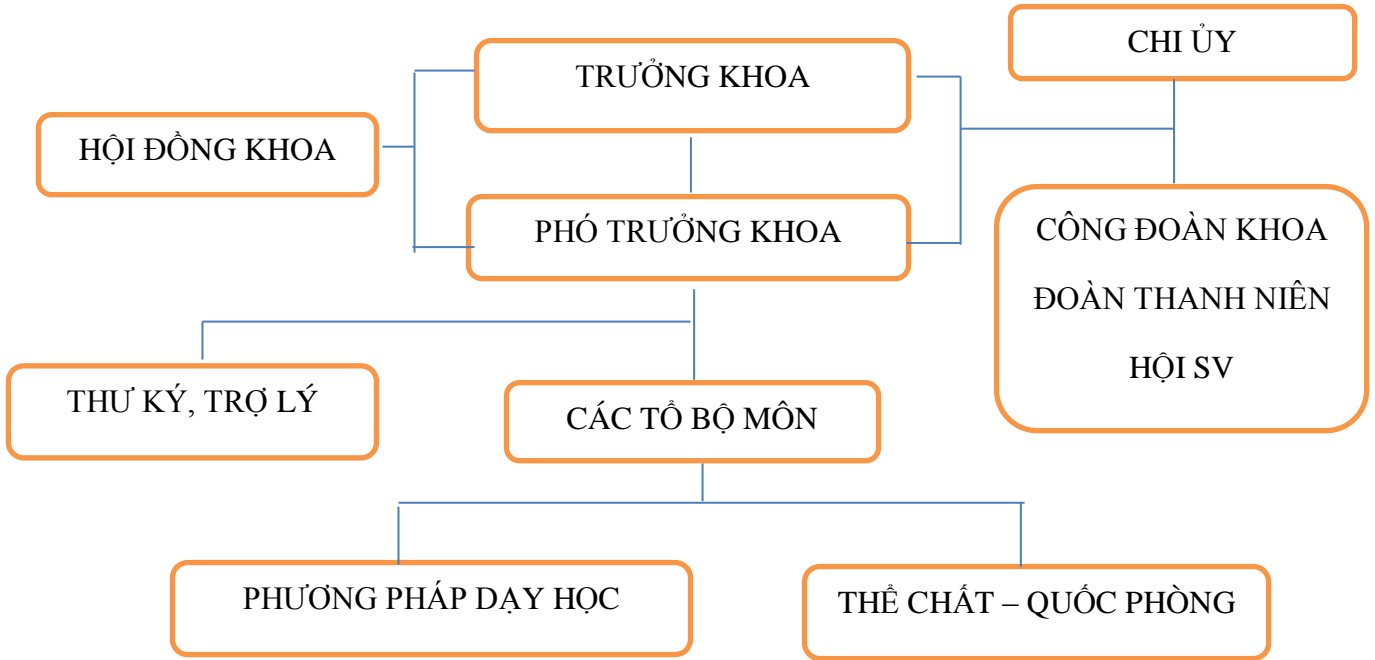 CHI ỦY
TRƯỞNG KHOA
HỘI ĐỒNG KHOA
PHÓ TRƯỞNG KHOA
CÔNG ĐOÀN KHOA
ĐOÀN THANH NIÊN
HỘI SV
THƯ KÝ, TRỢ LÝ
CÁC TỔ BỘ MÔN
PHƯƠNG PHÁP DẠY HỌC
THỂ CHẤT – QUỐC PHÒNG